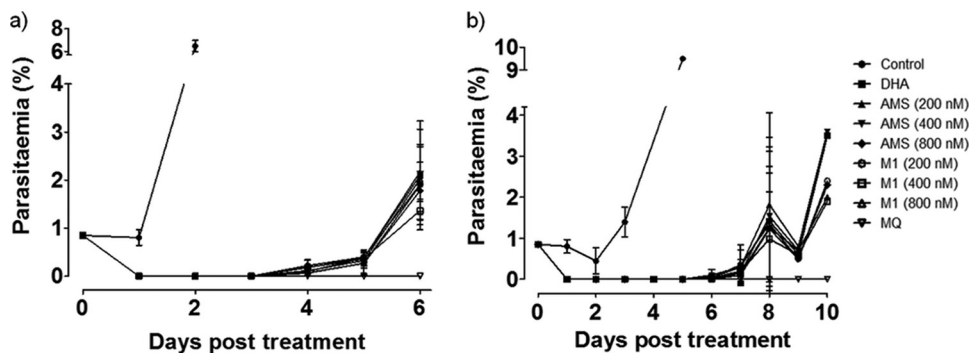 a)
8
6
4
2
1
0
Parasitaemia (%)
0 2 4 6
Days post treatment
b)
10
9
4
3
2
1
0
Parasitaemia (%)
0 2 4 6 8 10
Days post treatment
Control
DHA
AMS (200 nM)
AMS (400 nM)
AMS (800 nM)
M1 (200 nM)
M1 (400 nM)
M1 (800 nM)
MQ